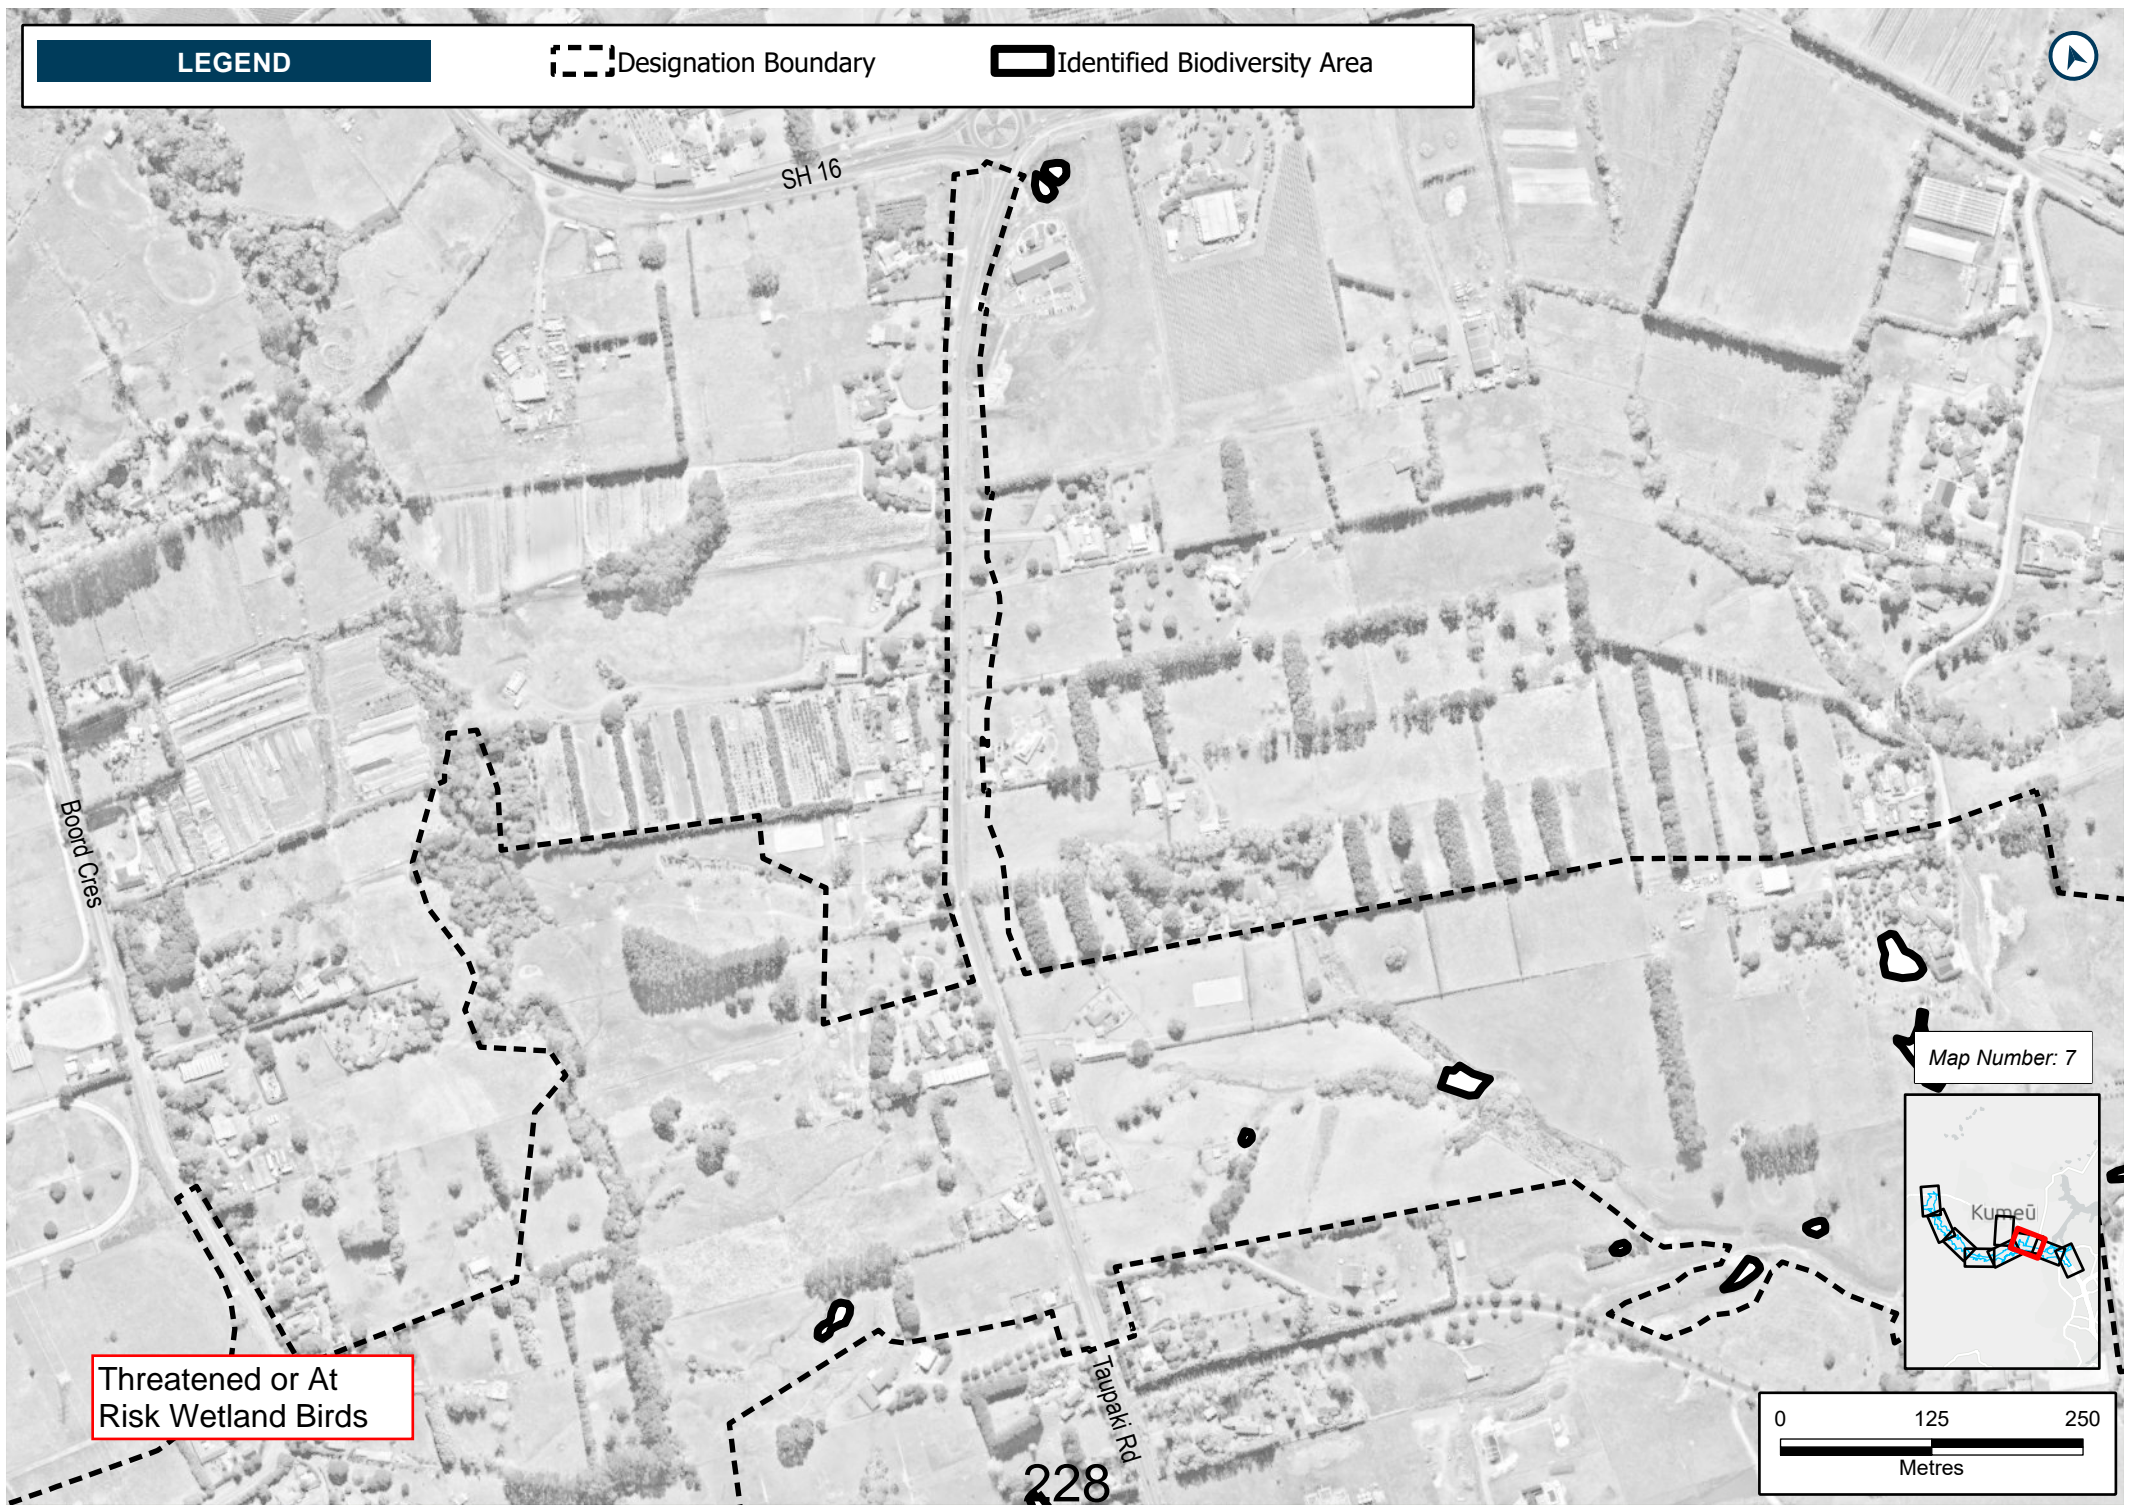 LEGEND
Designation Boundary
Identified Biodiversity Area
SH 16
Boord Cres
Map Number: 7
Kumeū
Threatened or At
Risk Wetland Birds
Taupaki Rd
0 125 250
Metres
228